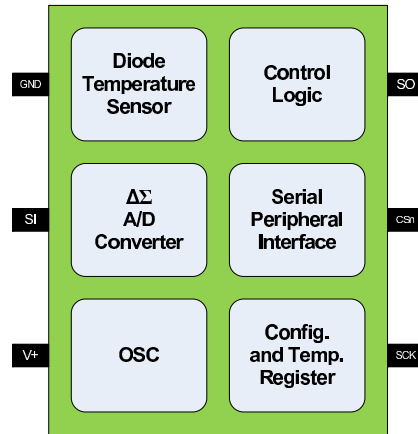 Diode
Temperature
Sensor
Control
Logic
GND
SO
ΔΣ
A/D
Converter
Serial
Peripheral
Interface
SI
CSn
OSC
Config.
and Temp.
Register
V+
SCK